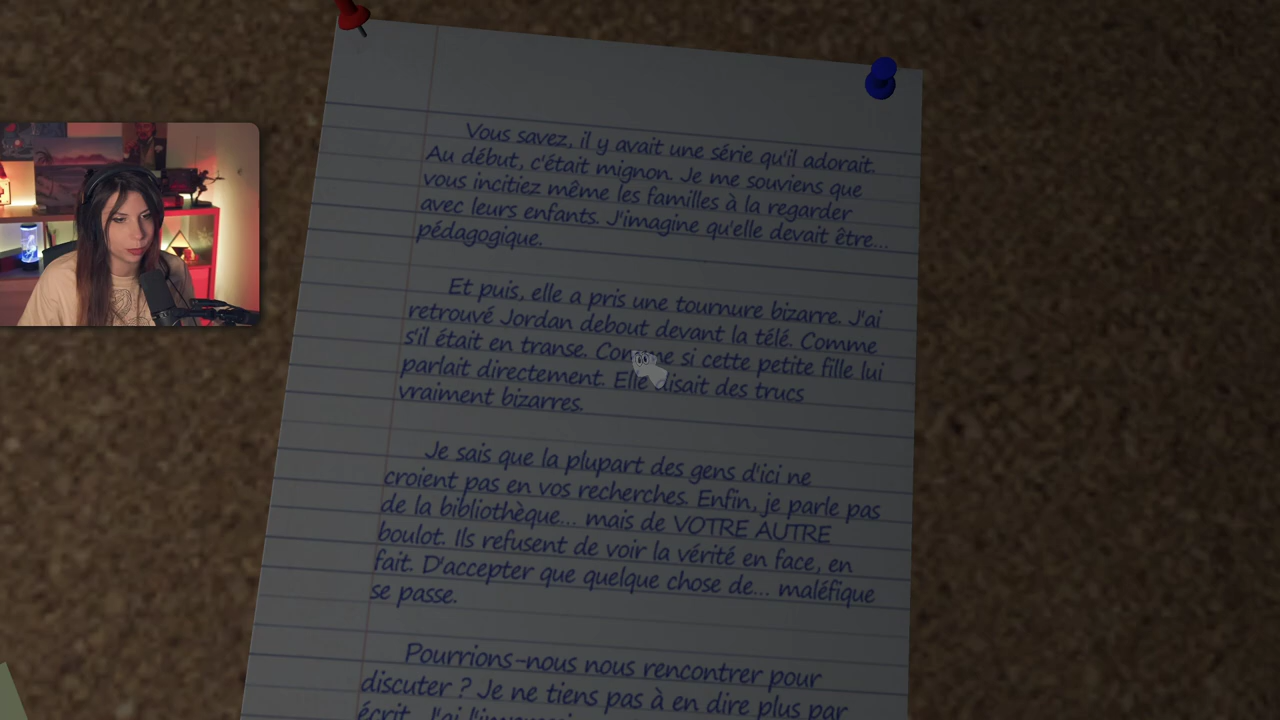 Vous savez, il y avait une série qu'il adorait.
Au début, c'était mignon. Je me souviens que
vous incitiez même les familles à la regarder
avec leurs enfants. J'imagine qu'elle devait être...
pédagogique.
Et puis, elle a pris une tournure bizarre. J'ai
retrouvé Jordan debout devant la télé. Comme
s'il était en transe. Comme si cette petite fille lui
parlait directement. Elle disait des trucs
vraiment bizarres.
Je sais que la plupart des gens d'ici ne
croient pas en vos recherches. Enfin, je parle pas
de la bibliothèque... mais de VOTRE AUTRE
boulot. Ils refusent de voir la vérité en face, en
fait. D'accepter que quelque chose de... maléfique
se passe.
Pourrions-nous nous rencontrer pour
discuter ? Je ne tiens pas à en dire plus par
écrit. J'ai